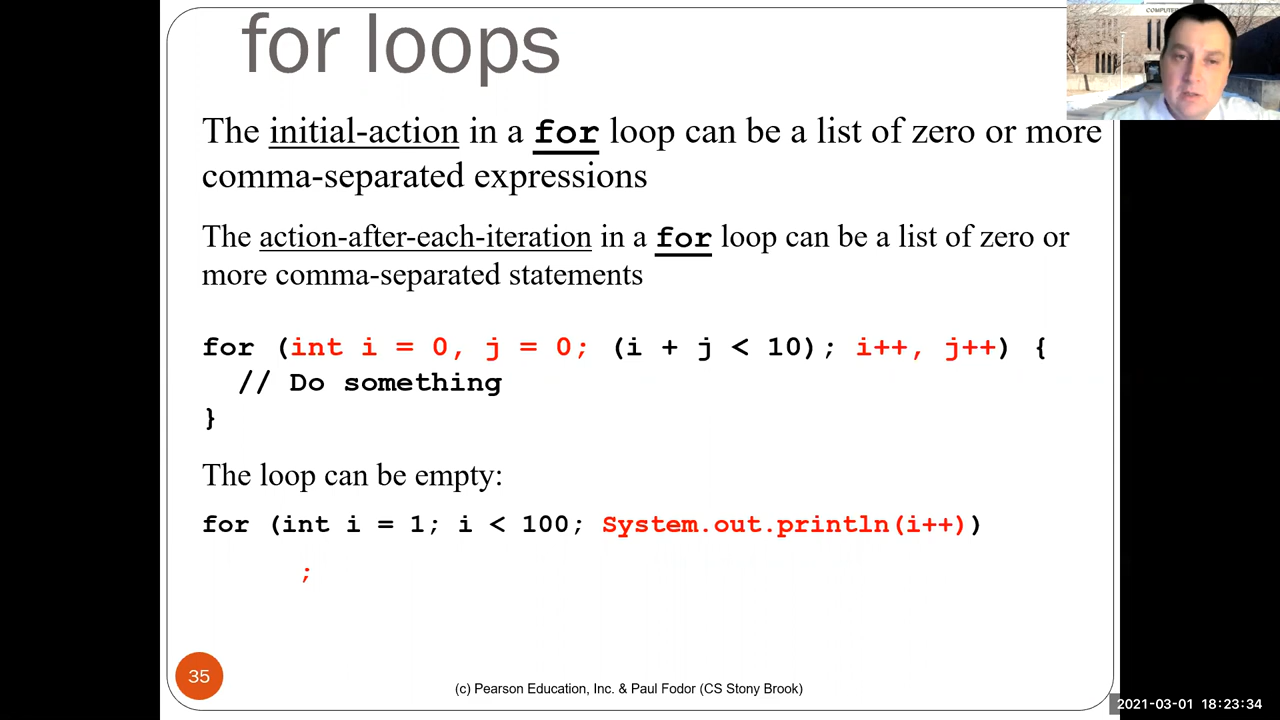 for loops
COMPUTER
The initial-action in a for loop can be a list of zero or more
comma-separated expressions
The action-after-each-iteration in a for loop can be a list of zero or
more comma-separated statements
for (int i = 0, j = 0; (i + j < 10); i++, j++) {
// Do something
}
The loop can be empty:
for (int i = 1; i < 100; System.out.println(i++))
;
35
(c) Pearson Education, Inc. & Paul Fodor (CS Stony Brook)
2021-03-01 18:23:34